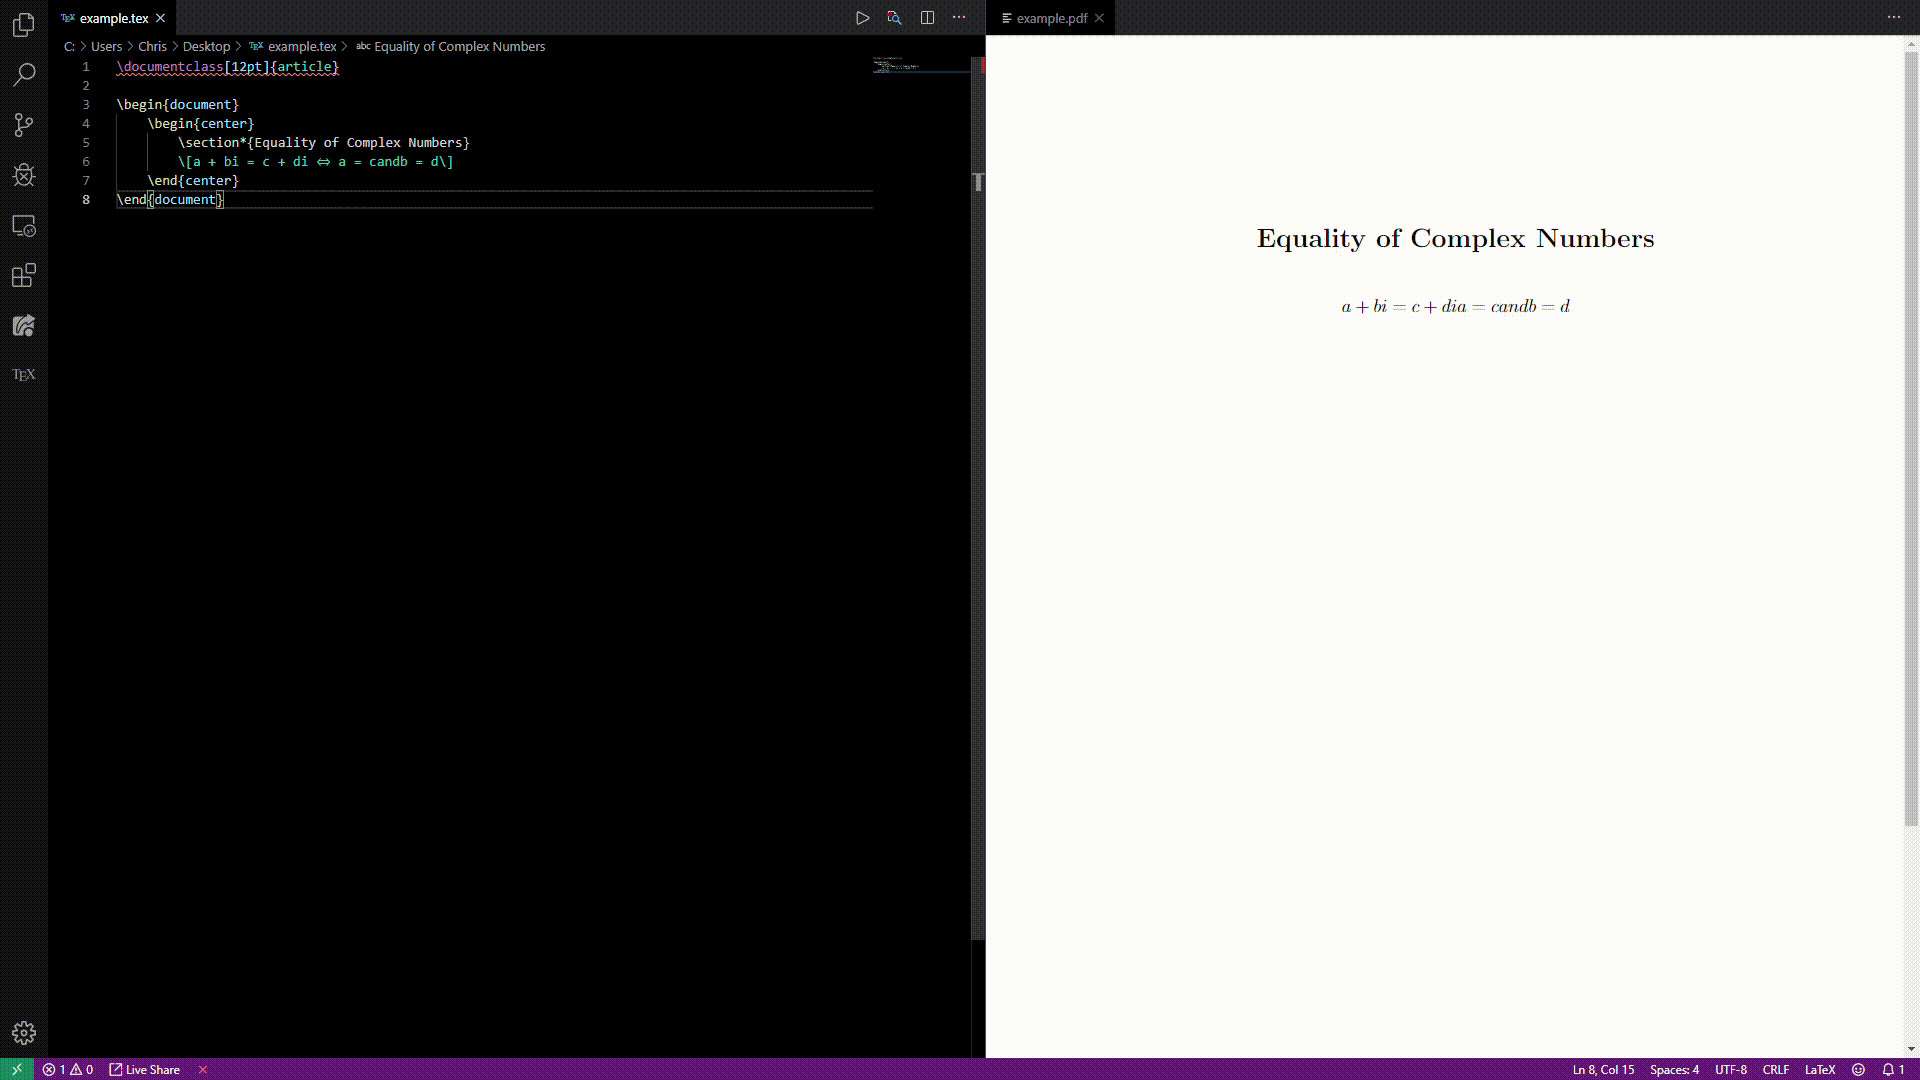 TEX example.tex
C: > Users > Chris > Desktop > TEX example.tex > abc Equality of Complex Numbers
1 \documentclass[12pt]{article}
2
3 \begin{document}
4 \begin{center}
5 \section*{Equality of Complex Numbers}
6 \[a + bi = c + di ⇔ a = candb = d\]
7 \end{center}
8 \end{document}
TEX
example.pdf
Equality of Complex Numbers
a + bi = c + dia = candb = d
1 0 Live Share
Ln 8, Col 15 Spaces: 4 UTF-8 CRLF LaTeX 1